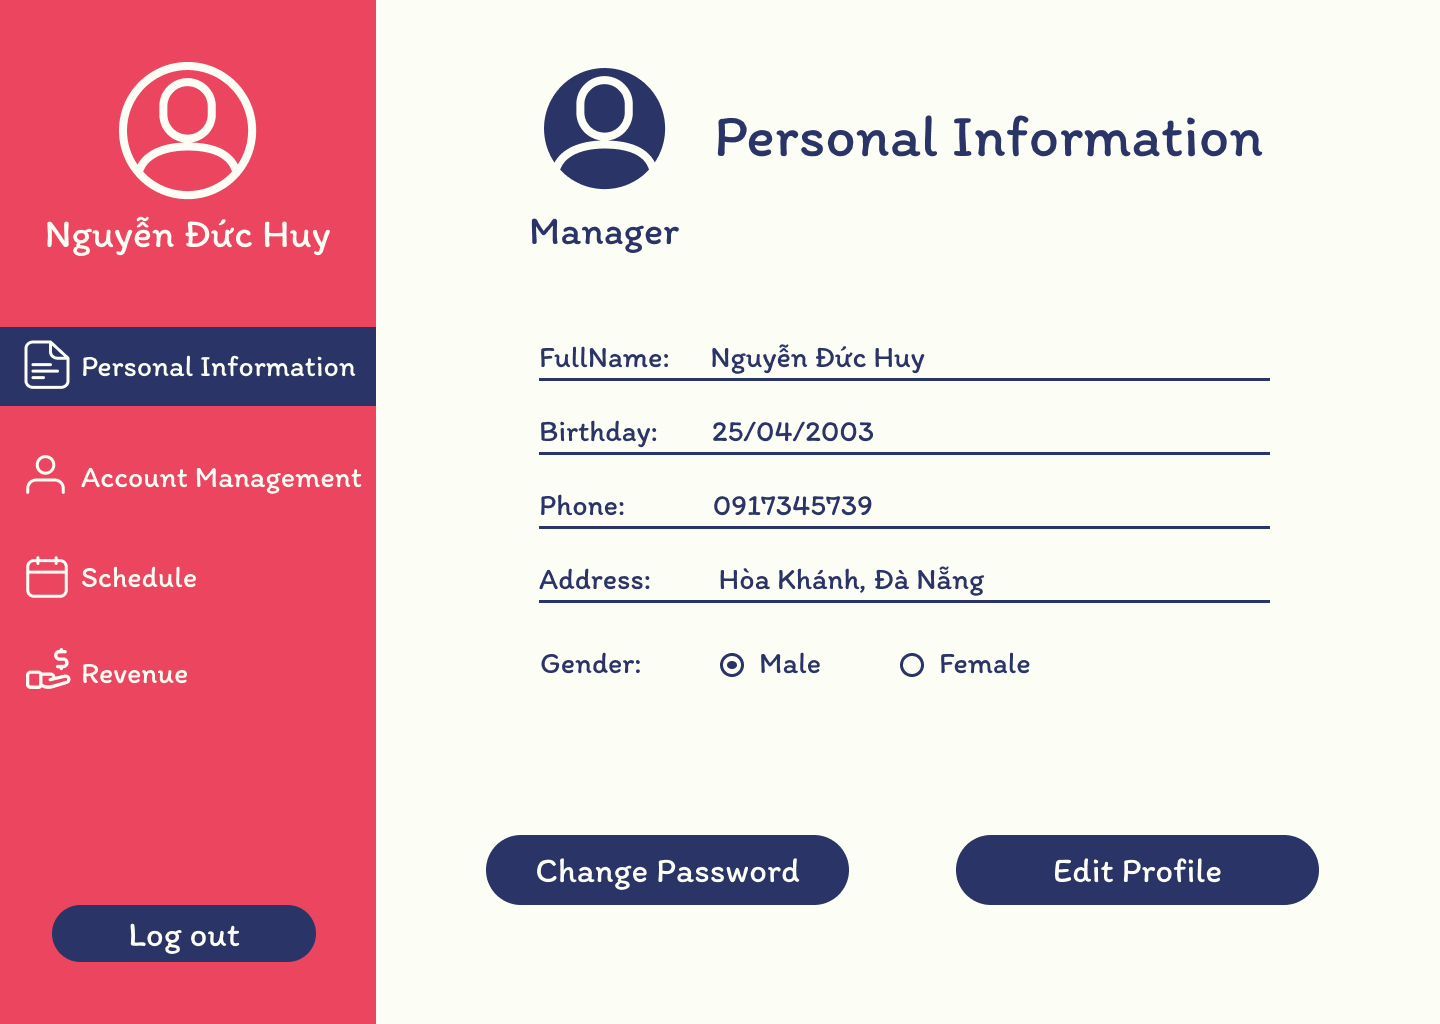 Nguyễn Đức Huy
Personal Information
Account Management
Schedule
Revenue
Log out
Personal Information
Manager
FullName: Nguyễn Đức Huy
Birthday: 25/04/2003
Phone: 0917345739
Address: Hòa Khánh, Đà Nẵng
Gender: Male Female
Change Password Edit Profile